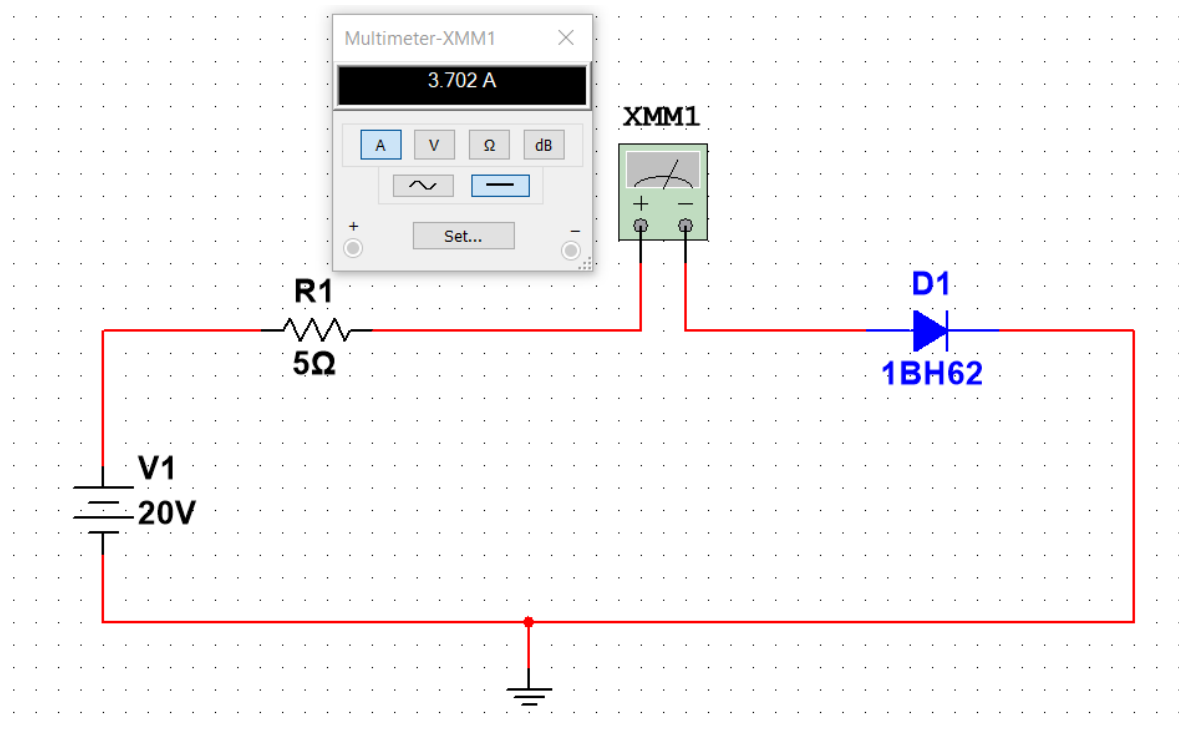 Multimeter-XMM1
3.702 A
A V Ω dB
+ −
Set...
XMM1
+ −
R1
5Ω
D1
1BH62
V1
20V